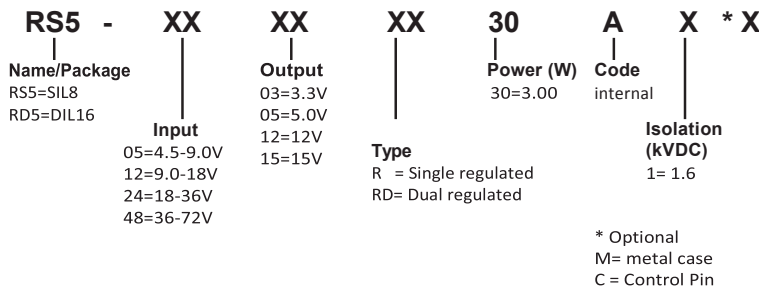 RS5 - XX XX XX 30 A X * X
Name/Package
RS5=SIL8
RD5=DIL16
Input
05=4.5-9.0V
12=9.0-18V
24=18-36V
48=36-72V
Output
03=3.3V
05=5.0V
12=12V
15=15V
Type
R = Single regulated
RD= Dual regulated
Power (W)
30=3.00
Code
internal
Isolation
(kVDC)
1= 1.6
* Optional
M= metal case
C = Control Pin